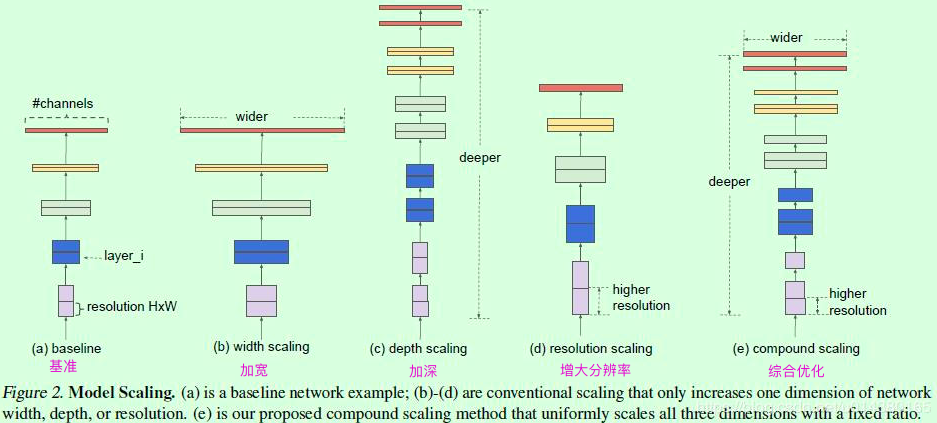 #channels
wider
deeper
wider
deeper
layer_i
resolution HxW
higher
resolution
higher
resolution
(a) baseline
(b) width scaling
(c) depth scaling
(d) resolution scaling
(e) compound scaling
基准
加宽
加深
增大分辨率
综合优化
Figure 2. Model Scaling. (a) is a baseline network example; (b)-(d) are conventional scaling that only increases one dimension of network
width, depth, or resolution. (e) is our proposed compound scaling method that uniformly scales all three dimensions with a fixed ratio.